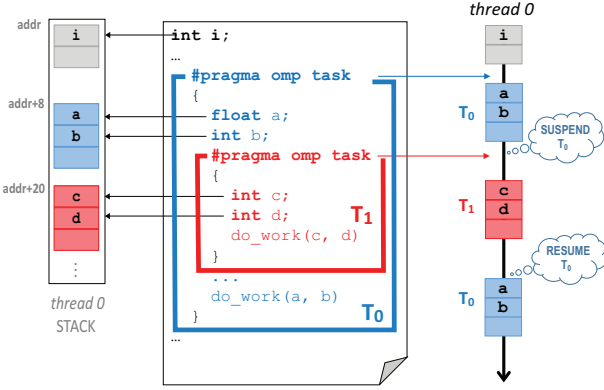 addr
i
addr+8
a
b
addr+20
c
d
⋮
thread 0
STACK
int i;
…
#pragma omp task
{
float a;
int b;
#pragma omp task
{
int c;
int d;
do_work(c, d)
}
T1
...
do_work(a, b)
}
T0
…
thread 0
i
T0
a
b
SUSPEND
T0
T1
c
d
RESUME
T0
T0
a
b